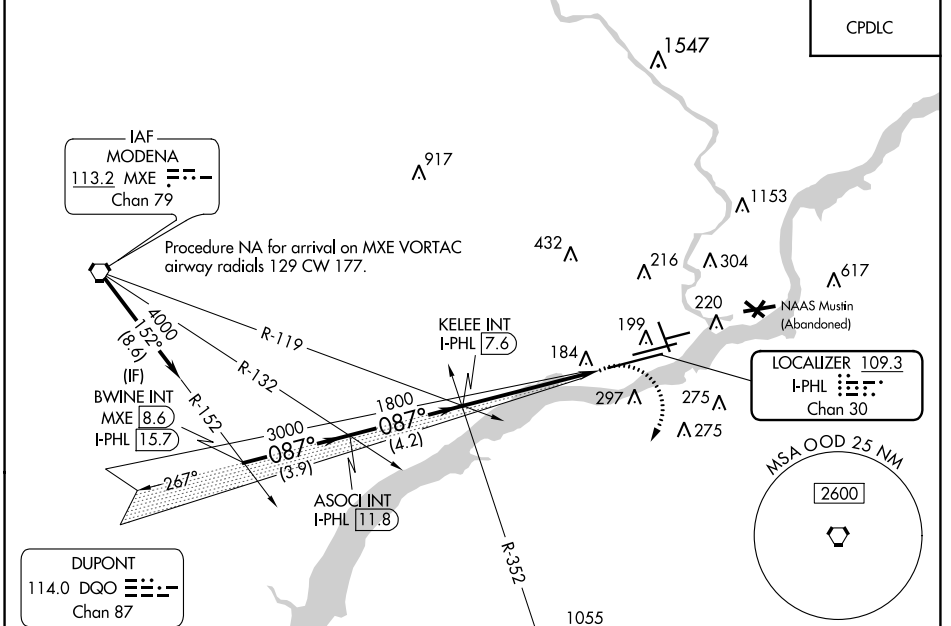 CPDLC
1547
IAF
MODENA
113.2 MXE
Chan 79
917
1153
Procedure NA for arrival on MXE VORTAC
airway radials 129 CW 177.
432
216
304
617
220
NAAS Mustin
(Abandoned)
4000
152°
(8.6)
(IF)
R-119
R-132
R-152
KELEE INT
I-PHL 7.6
199
184
LOCALIZER 109.3
I-PHL
Chan 30
BWINE INT
MXE 8.6
I-PHL 15.7
1800
087°
(4.2)
3000
087°
(3.9)
297
275
275
267°
ASOCI INT
I-PHL 11.8
MSA OOD 25 NM
2600
R-352
DUPONT
114.0 DQO
Chan 87
1055